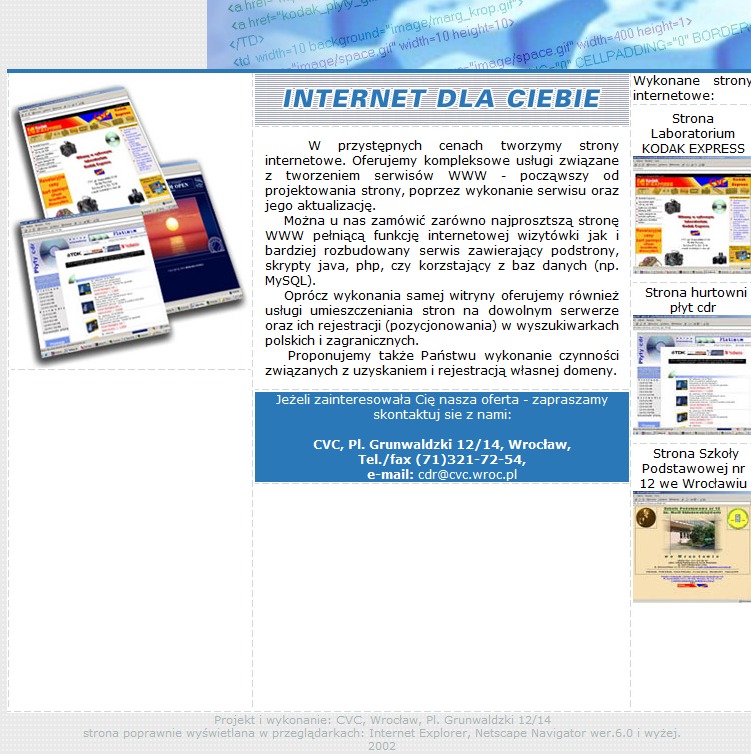 <a href="kodak_plyty_g
</TD>
<td width=10 background="image/marg_krop.gif"
"image/space.gif" width=10 height=10>
="image/space.gif" width=400 height=1>
CELLPADDING="0" BORDER=
INTERNET DLA CIEBIE
W przystępnych cenach tworzymy strony
internetowe. Oferujemy kompleksowe usługi związane
z tworzeniem serwisów WWW - począwszy od
projektowania strony, poprzez wykonanie serwisu oraz
jego aktualizację.
Można u nas zamówić zarówno najprosztszą stronę
WWW pełniącą funkcję internetowej wizytówki jak i
bardziej rozbudowany serwis zawierający podstrony,
skrypty java, php, czy korzstający z baz danych (np.
MySQL).
Oprócz wykonania samej witryny oferujemy również
usługi umieszczeniania stron na dowolnym serwerze
oraz ich rejestracji (pozycjonowania) w wyszukiwarkach
polskich i zagranicznych.
Proponujemy także Państwu wykonanie czynności
związanych z uzyskaniem i rejestracją własnej domeny.
Jeżeli zainteresowała Cię nasza oferta - zapraszamy
skontaktuj sie z nami:
CVC, Pl. Grunwaldzki 12/14, Wrocław,
Tel./fax (71)321-72-54,
e-mail: cdr@cvc.wroc.pl
Wykonane strony
internetowe:
Strona
Laboratorium
KODAK EXPRESS
Strona hurtowni
płyt cdr
Strona Szkoły
Podstawowej nr
12 we Wrocławiu
Projekt i wykonanie: CVC, Wrocław, Pl. Grunwaldzki 12/14
strona poprawnie wyświetlana w przeglądarkach: Internet Explorer, Netscape Navigator wer.6.0 i wyżej.
2002